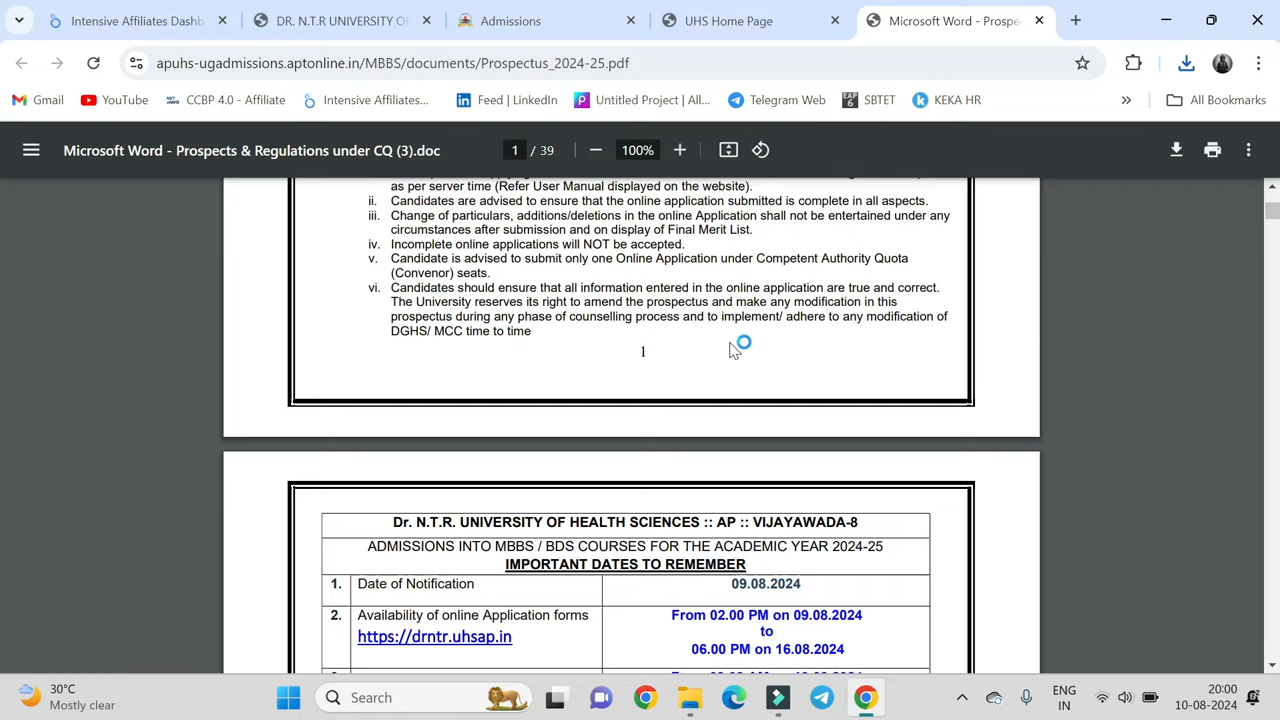 Intensive Affiliates Dashb
DR. N.T.R UNIVERSITY OF
Admissions
UHS Home Page
Microsoft Word - Prospe
apuhs-ugadmissions.aptonline.in/MBBS/documents/Prospectus_2024-25.pdf
Gmail
YouTube
CCBP 4.0 - Affiliate
Intensive Affiliates...
Feed | LinkedIn
Untitled Project | Al...
Telegram Web
SBTET
KEKA HR
All Bookmarks
Microsoft Word - Prospects & Regulations under CQ (3).doc
1 / 39
100%
as per server time (Refer User Manual displayed on the website).
ii. Candidates are advised to ensure that the online application submitted is complete in all aspects.
iii. Change of particulars, additions/deletions in the online Application shall not be entertained under any
circumstances after submission and on display of Final Merit List.
iv. Incomplete online applications will NOT be accepted.
v. Candidate is advised to submit only one Online Application under Competent Authority Quota
(Convenor) seats.
vi. Candidates should ensure that all information entered in the online application are true and correct.
The University reserves its right to amend the prospectus and make any modification in this
prospectus during any phase of counselling process and to implement/ adhere to any modification of
DGHS/ MCC time to time
1
Dr. N.T.R. UNIVERSITY OF HEALTH SCIENCES :: AP :: VIJAYAWADA-8
ADMISSIONS INTO MBBS / BDS COURSES FOR THE ACADEMIC YEAR 2024-25
IMPORTANT DATES TO REMEMBER
1. Date of Notification 09.08.2024
2. Availability of online Application forms
https://drntr.uhsap.in
From 02.00 PM on 09.08.2024
to
06.00 PM on 16.08.2024
30°C
Mostly clear
Search
ENG
IN
20:00
10-08-2024